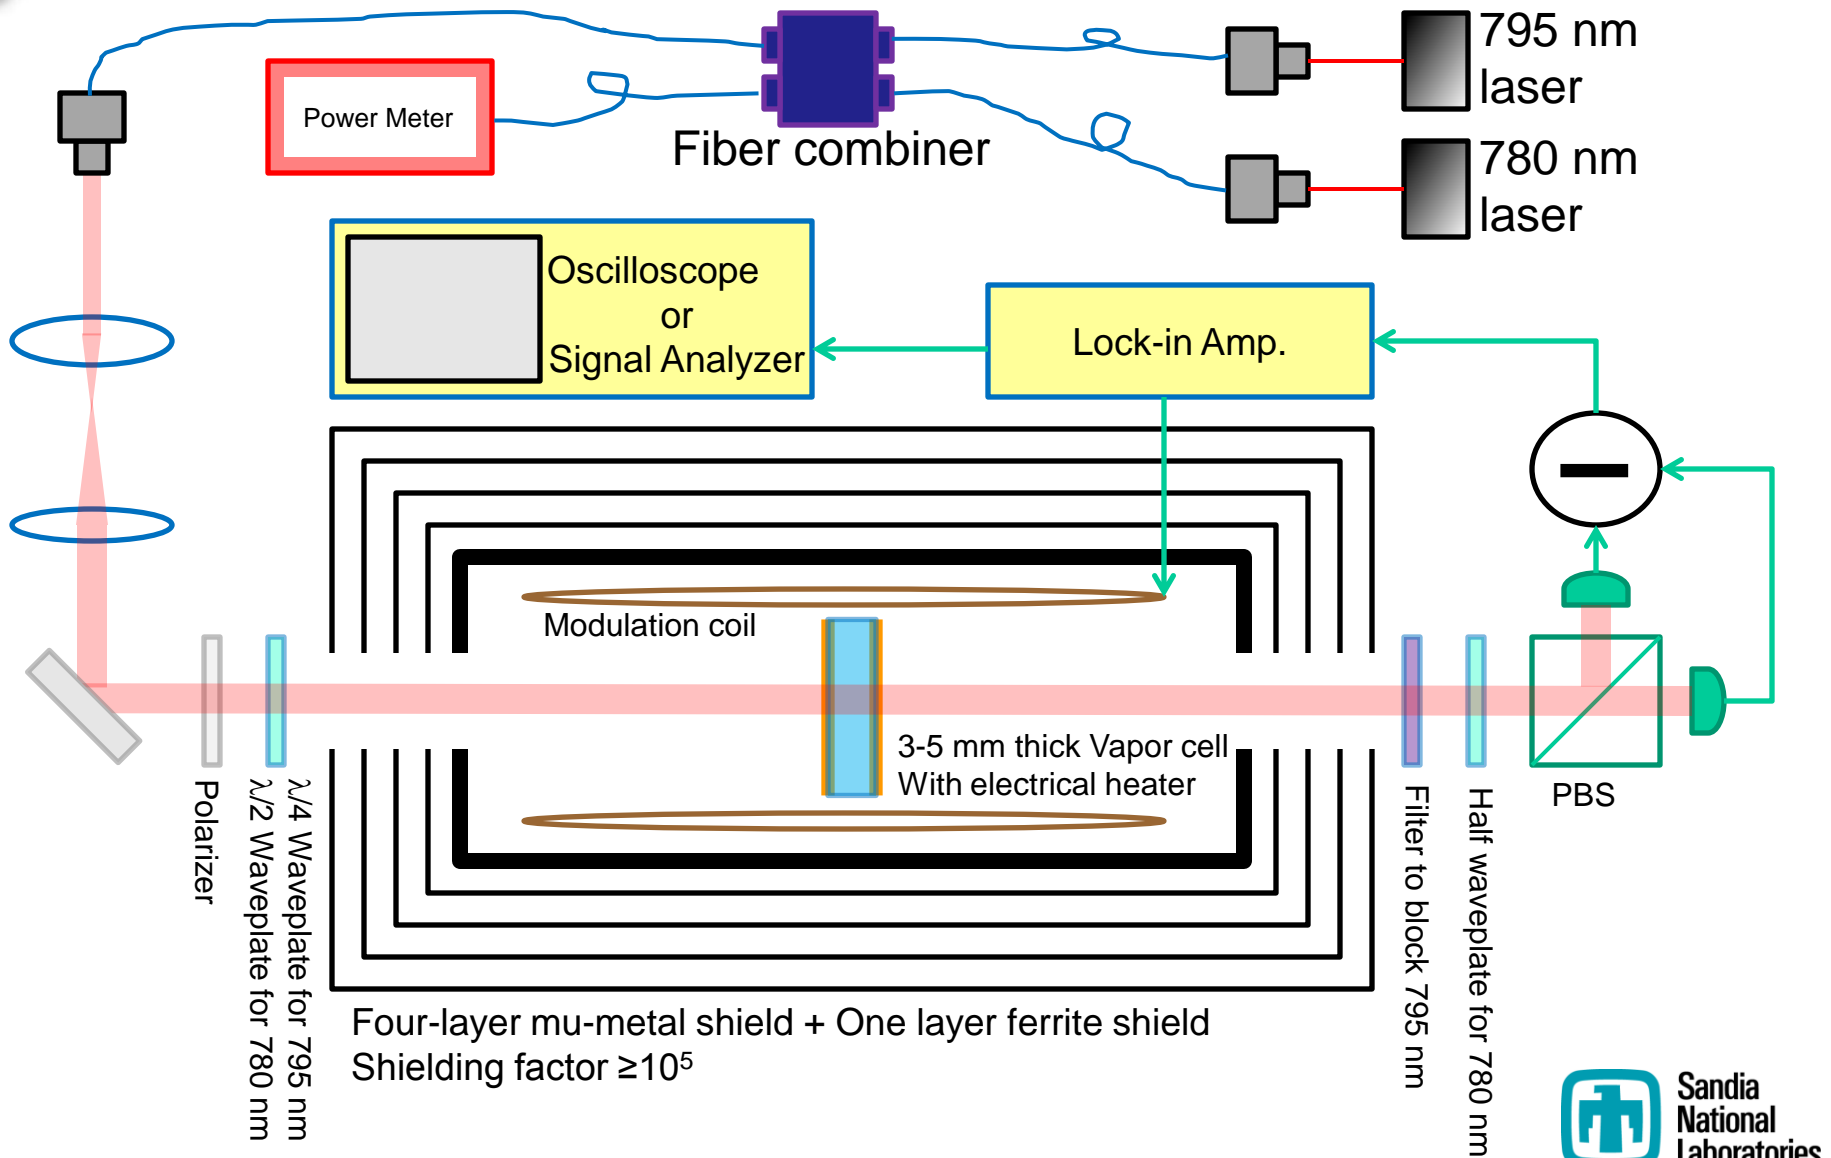 795 nm
laser
Power Meter
Fiber combiner
780 nm
laser
Oscilloscope
or
Signal Analyzer
Lock-in Amp.
Modulation coil
3-5 mm thick Vapor cell
With electrical heater
PBS
Polarizer
λ/4 Waveplate for 795 nm
λ/2 Waveplate for 780 nm
Filter to block 795 nm
Half waveplate for 780 nm
Four-layer mu-metal shield + One layer ferrite shield
Shielding factor ≥10⁵
Sandia
National
Laboratories